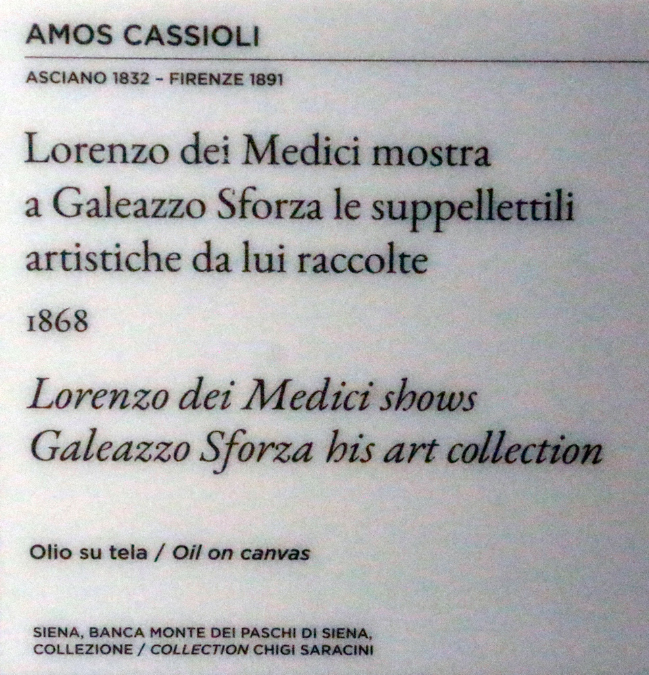 AMOS CASSIOLI
ASCIANO 1832 – FIRENZE 1891
Lorenzo dei Medici mostra
a Galeazzo Sforza le suppellettili
artistiche da lui raccolte
1868
Lorenzo dei Medici shows
Galeazzo Sforza his art collection
Olio su tela / Oil on canvas
SIENA, BANCA MONTE DEI PASCHI DI SIENA,
COLLEZIONE / COLLECTION CHIGI SARACINI